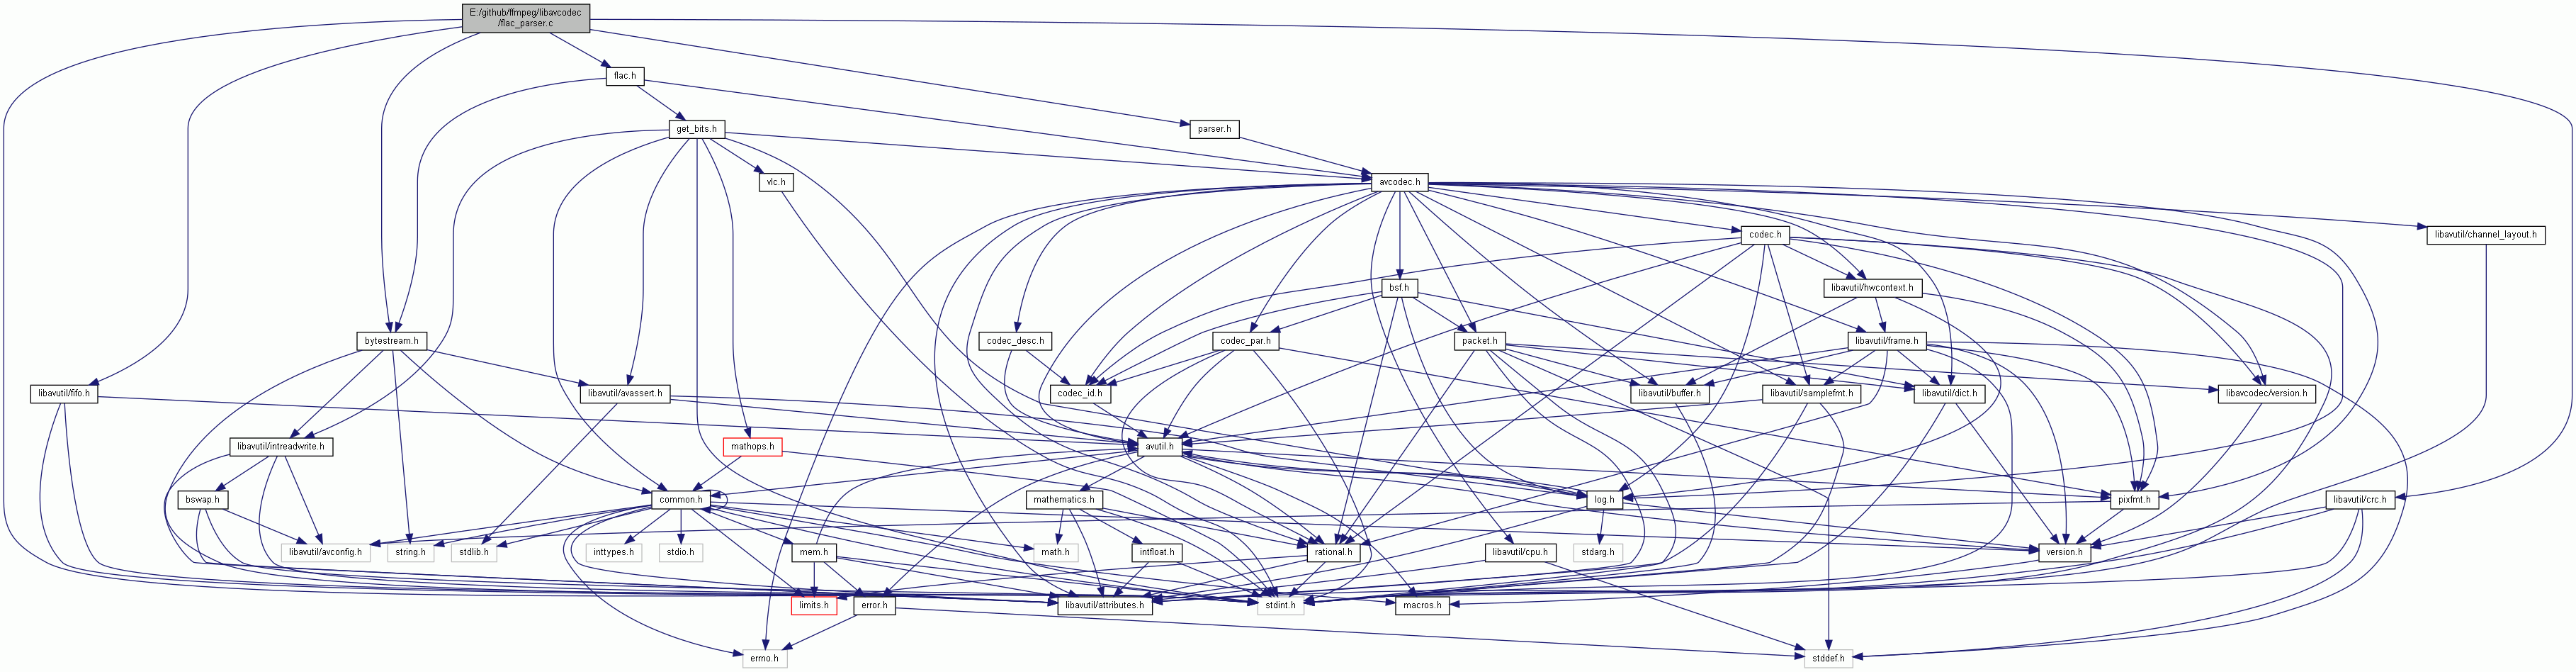 E:/github/ffmpeg/libavcodec
/flac_parser.c
flac.h
get_bits.h
parser.h
vlc.h
avcodec.h
codec.h
libavutil/channel_layout.h
bsf.h
libavutil/hwcontext.h
bytestream.h
codec_desc.h
codec_par.h
packet.h
libavutil/frame.h
libavutil/fifo.h
libavutil/avassert.h
codec_id.h
libavutil/buffer.h
libavutil/samplefmt.h
libavutil/dict.h
libavcodec/version.h
libavutil/intreadwrite.h
mathops.h
avutil.h
bswap.h
common.h
mathematics.h
log.h
pixfmt.h
libavutil/crc.h
libavutil/avconfig.h
string.h
stdlib.h
inttypes.h
stdio.h
mem.h
math.h
intfloat.h
rational.h
libavutil/cpu.h
stdarg.h
version.h
limits.h
error.h
libavutil/attributes.h
stdint.h
macros.h
errno.h
stddef.h